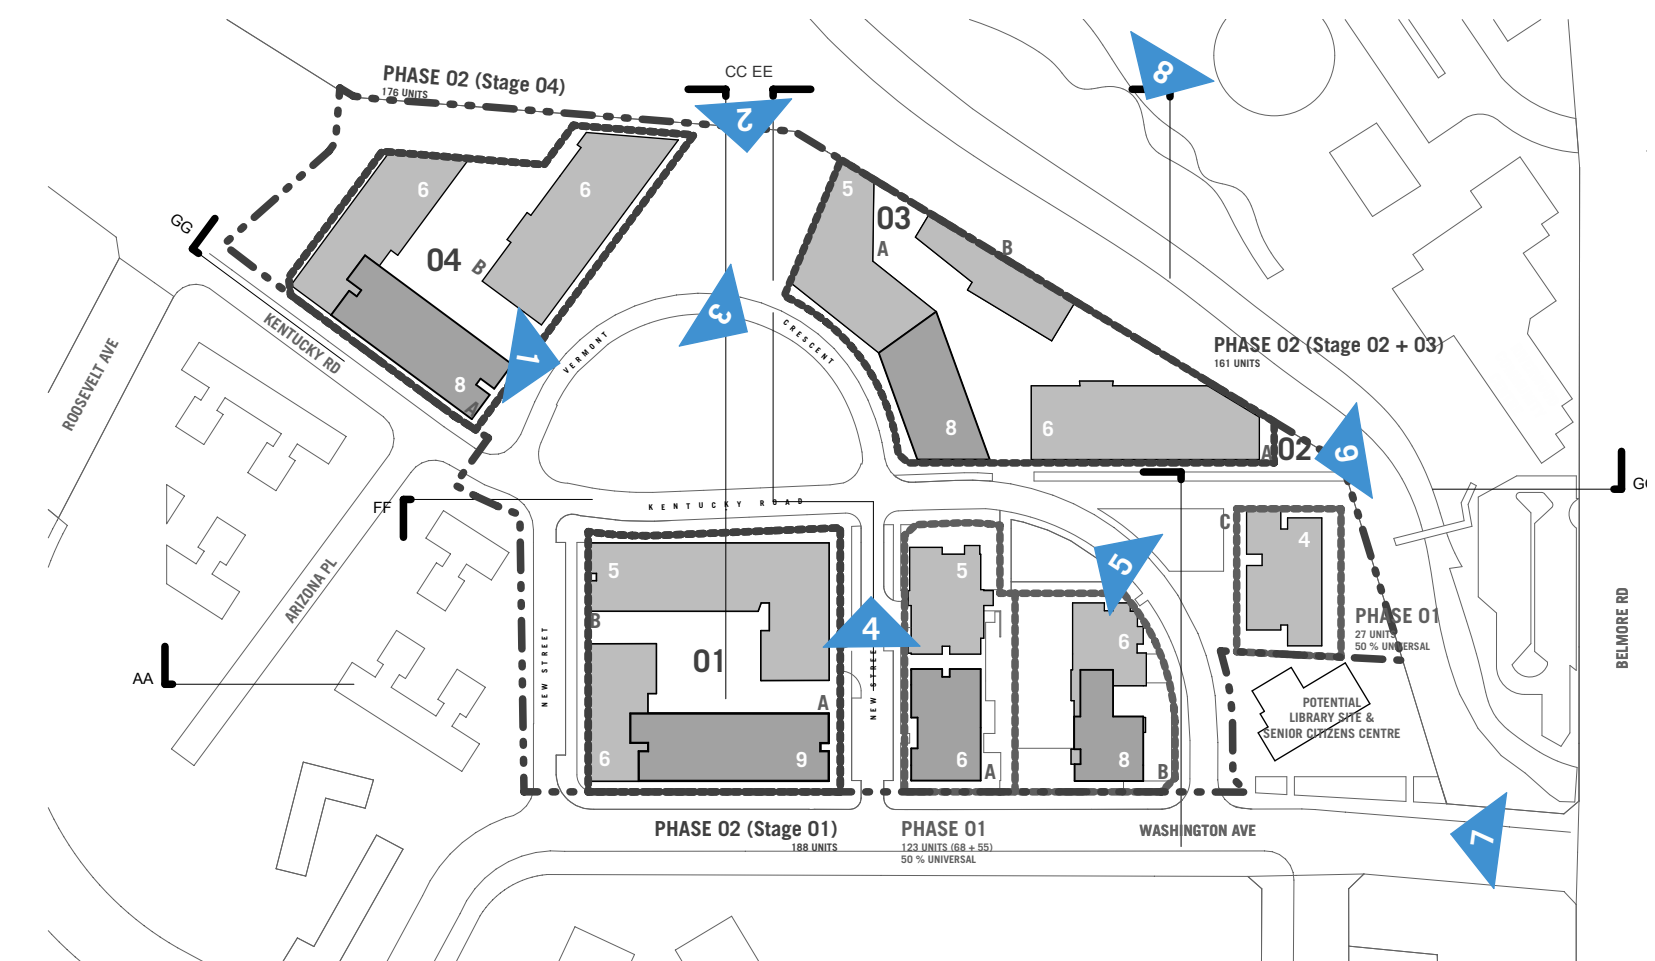 CC EE
8
PHASE 02 (Stage 04)
176 UNITS
2
6
6
5
03
A
B
GG
04
B
3
KENTUCKY RD
VERMONT
CRESCENT
1
8
A
ROOSEVELT AVE
PHASE 02 (Stage 02 + 03)
161 UNITS
8
6
A
02
9
FF
KENTUCKY ROAD
C
4
5
B
5
5
6
ARIZONA PL
NEW STREET
01
4
NEW STREET
PHASE 01
27 UNITS
50 % UNIVERSAL
BELMORE RD
AA
A
6
9
6
A
8
B
POTENTIAL
LIBRARY SITE &
SENIOR CITIZENS CENTRE
PHASE 02 (Stage 01)
188 UNITS
PHASE 01
123 UNITS (68 + 55)
50 % UNIVERSAL
WASHINGTON AVE
7